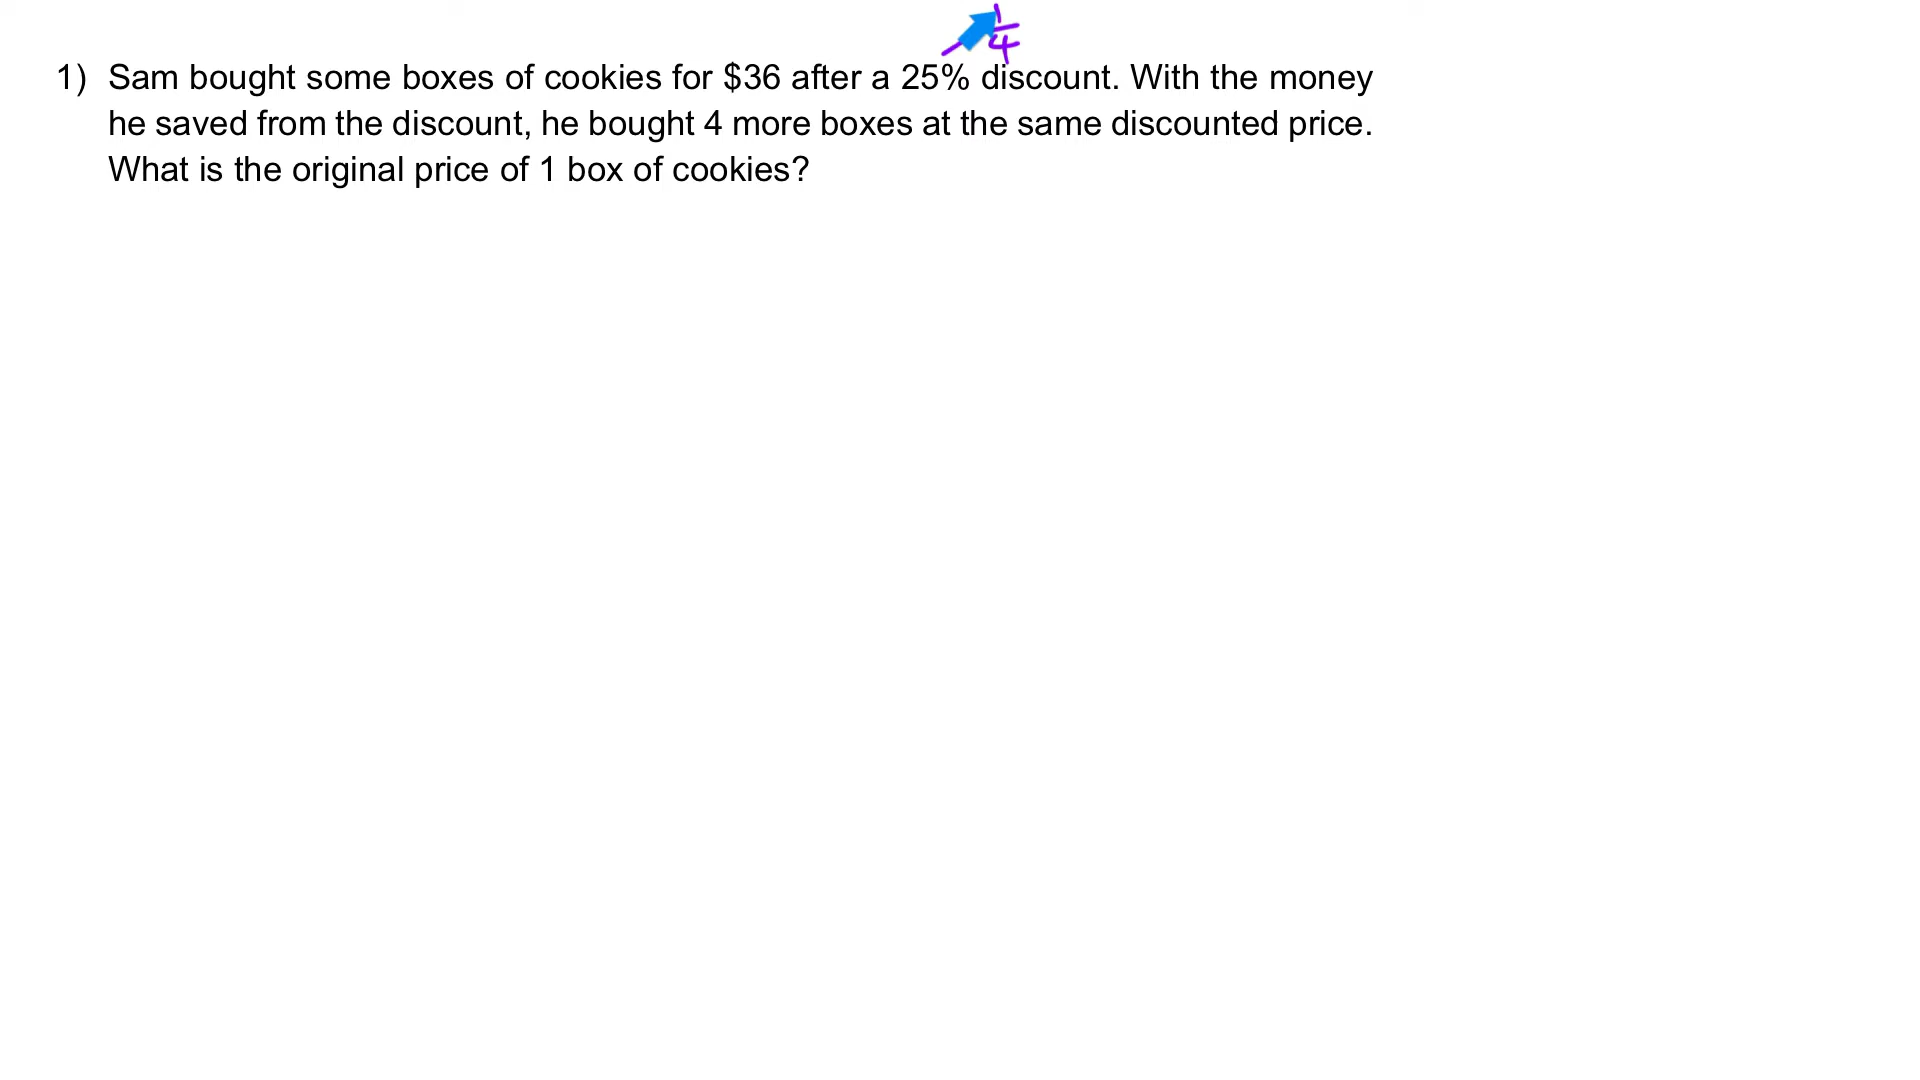 1/4
1) Sam bought some boxes of cookies for $36 after a 25% discount. With the money
he saved from the discount, he bought 4 more boxes at the same discounted price.
What is the original price of 1 box of cookies?